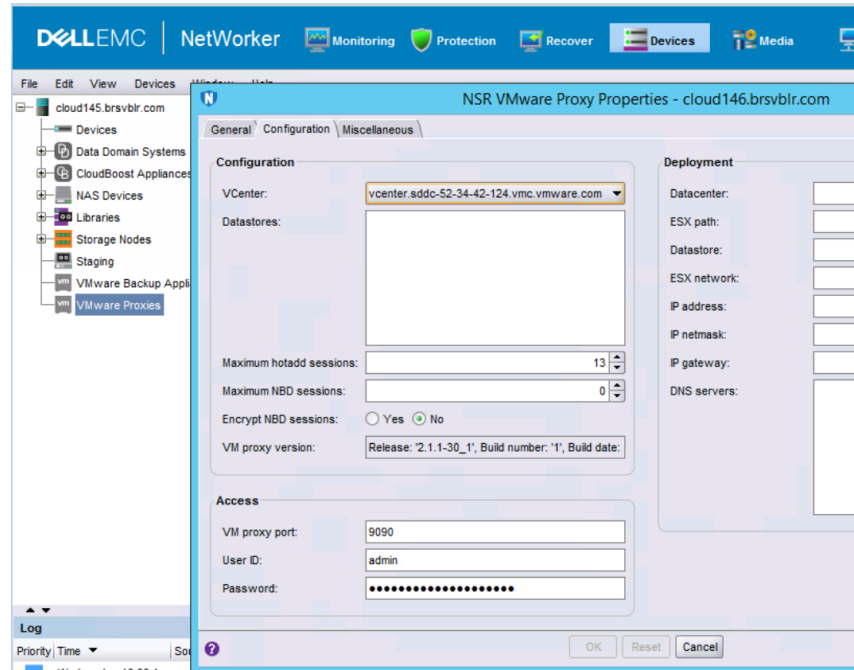 DELLEMC NetWorker Monitoring Protection Recover Devices Media
File Edit View Devices Window Help
NSR VMware Proxy Properties - cloud146.brsvblr.com
cloud145.brsvblr.com
Devices
Data Domain Systems
CloudBoost Appliances
NAS Devices
Libraries
Storage Nodes
Staging
VMware Backup Appli
VMware Proxies
General Configuration Miscellaneous
Configuration
VCenter: vcenter.sddc-52-34-42-124.vmc.vmware.com
Datastores:
Maximum hotadd sessions: 13
Maximum NBD sessions: 0
Encrypt NBD sessions: Yes No
VM proxy version: Release: '2.1.1-30_1', Build number: '1', Build date:
Access
VM proxy port: 9090
User ID: admin
Password:
Deployment
Datacenter:
ESX path:
Datastore:
ESX network:
IP address:
IP netmask:
IP gateway:
DNS servers:
OK Reset Cancel
Log
Priority Time Sou